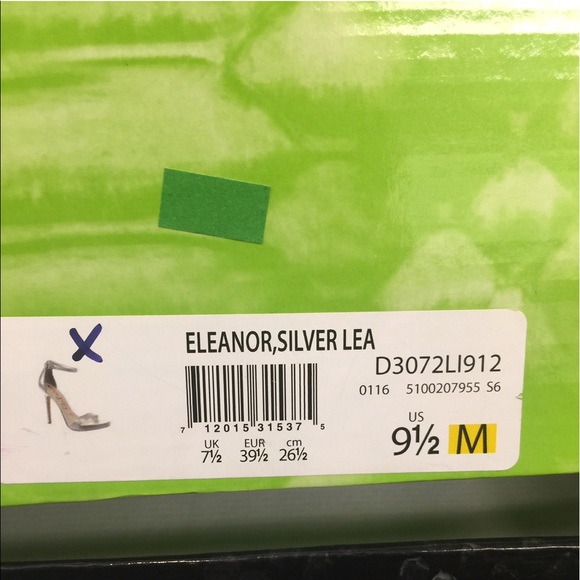 X
ELEANOR,SILVER LEA
D3072LI912
0116 5100207955 S6
7 12015 31537 5
UK EUR cm
7½ 39½ 26½
US
9½ M